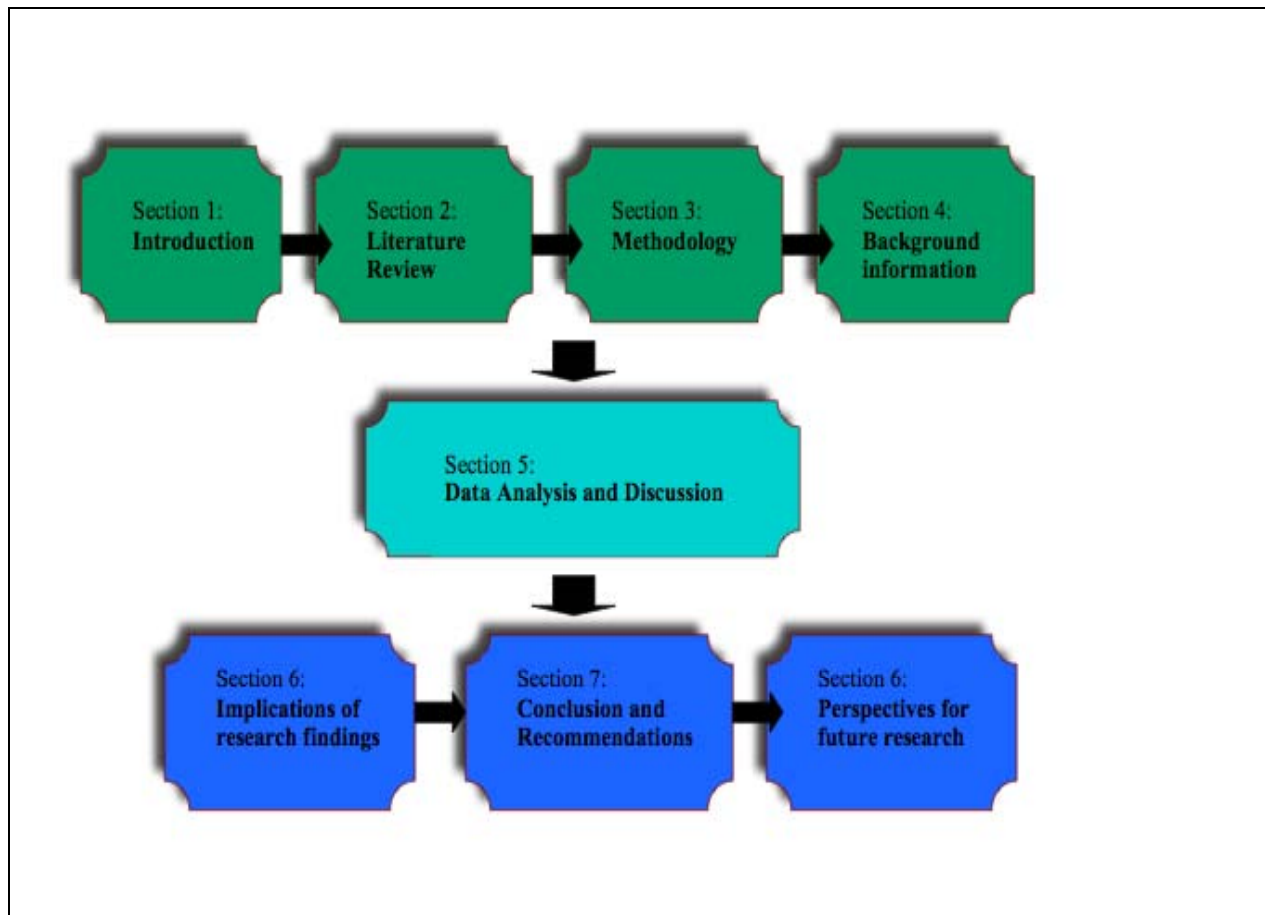 Section 1:
Introduction
Section 2:
Literature
Review
Section 3:
Methodology
Section 4:
Background
information
Section 5:
Data Analysis and Discussion
Section 6:
Implications of
research findings
Section 7:
Conclusion and
Recommendations
Section 6:
Perspectives for
future research